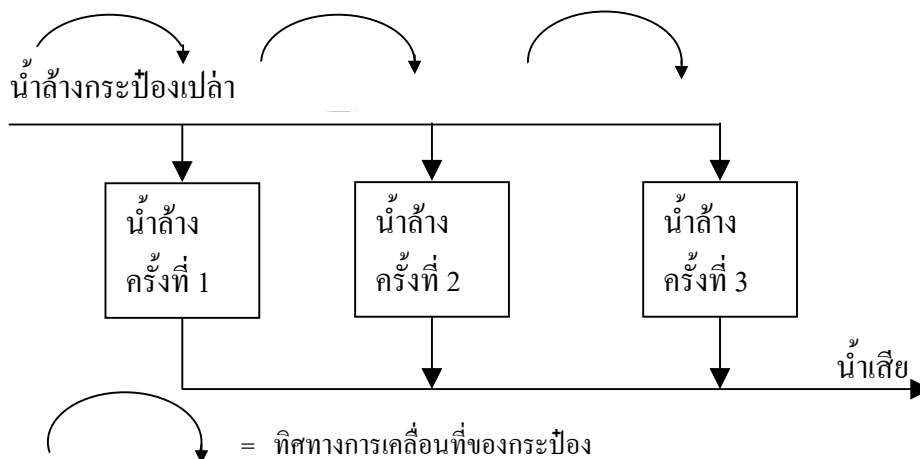 น้ำล้างกระป๋องเปล่า
น้ำล้าง
ครั้งที่ 1
น้ำล้าง
ครั้งที่ 2
น้ำล้าง
ครั้งที่ 3
น้ำเสีย
= ทิศทางการเคลื่อนที่ของกระป๋อง